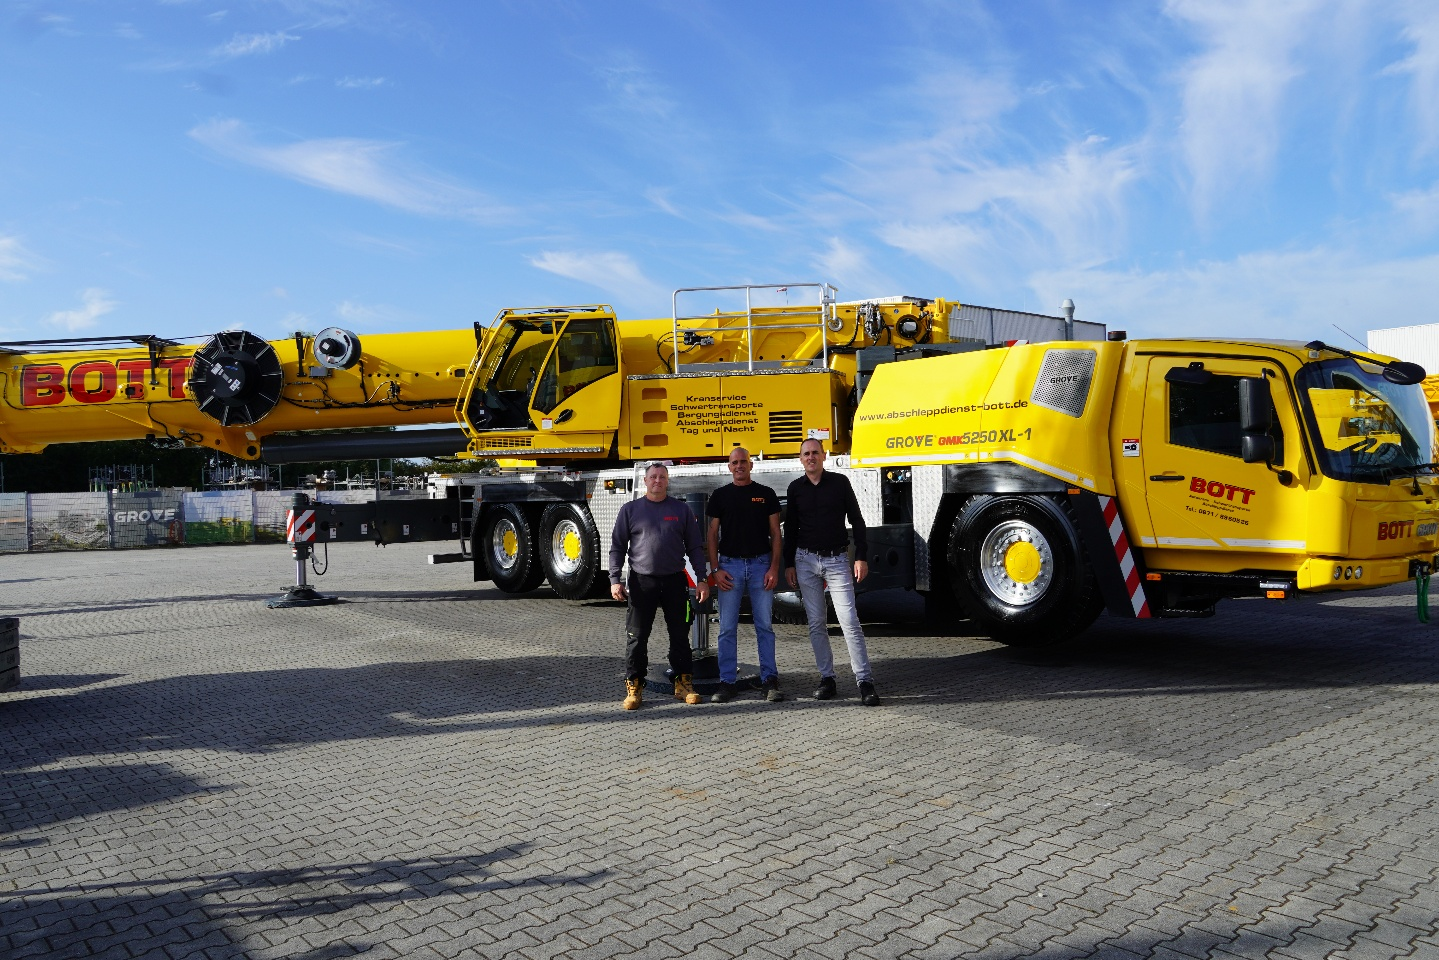 BOTT
Kranservice
Schwertransporte
Bergungsdienst
Abschleppdienst
Tag und Nacht
www.abschleppdienst-bott.de
GROVE GMK5250XL-1
GROVE
BOTT
BOTT
BOTT
GROVE